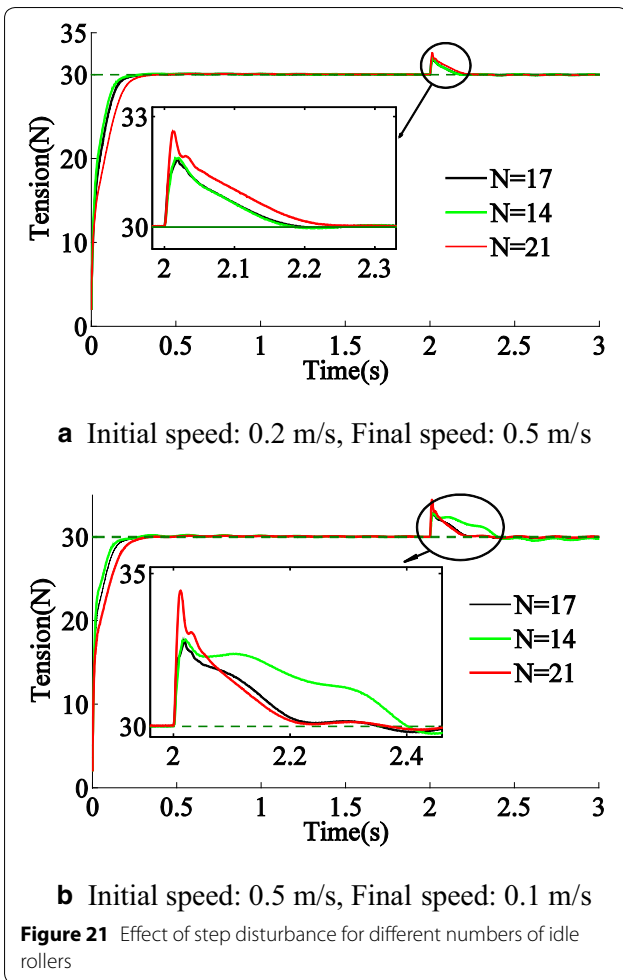 35
30
20
10
0
Tension(N)
33
30
2
2.1
2.2
2.3
N=17
N=14
N=21
0
0.5
1
1.5
2
2.5
3
Time(s)
a Initial speed: 0.2 m/s, Final speed: 0.5 m/s
30
20
10
0
Tension(N)
35
30
2
2.2
2.4
N=17
N=14
N=21
0
0.5
1
1.5
2
2.5
3
Time(s)
b Initial speed: 0.5 m/s, Final speed: 0.1 m/s
Figure 21 Effect of step disturbance for different numbers of idle
rollers